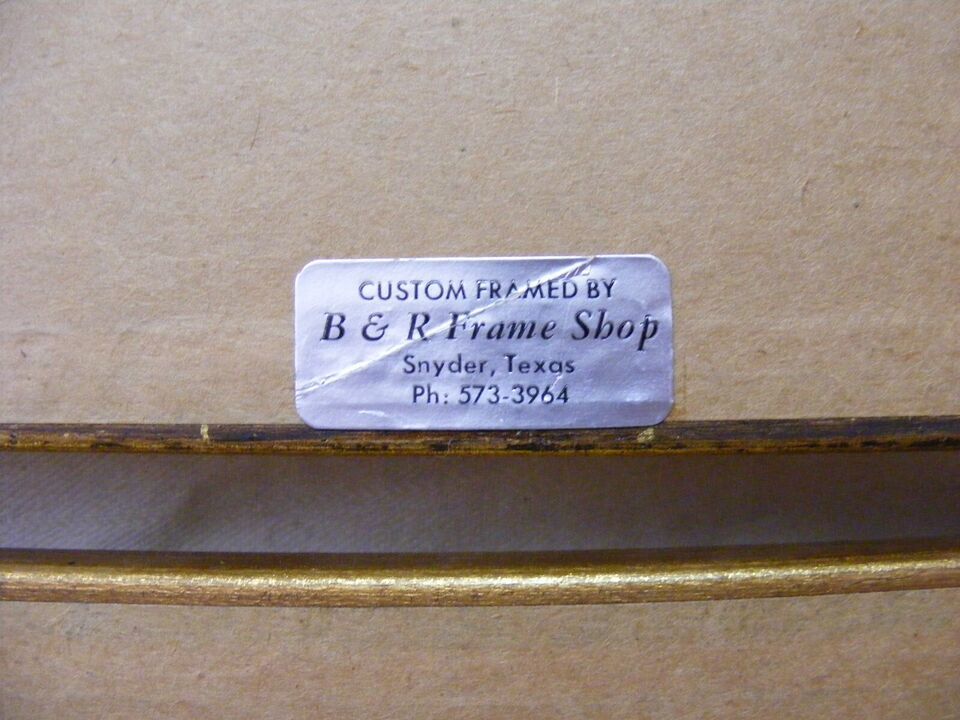 CUSTOM FRAMED BY
B & R Frame Shop
Snyder, Texas
Ph: 573-3964